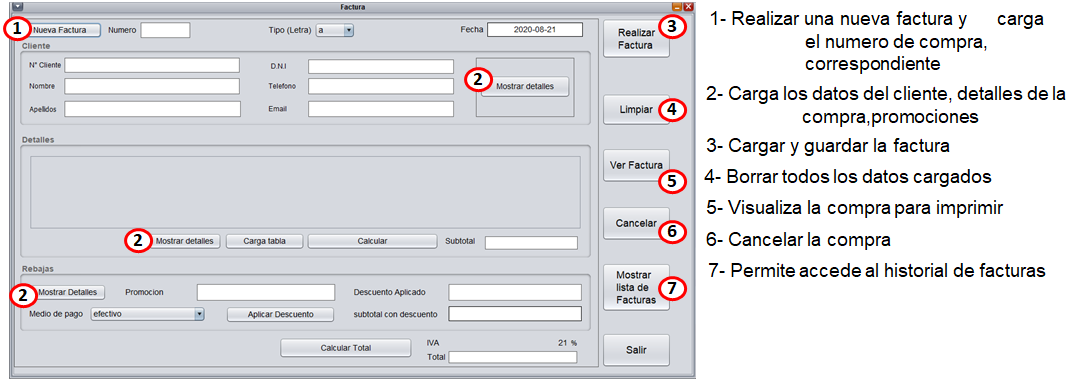 Factura
1 Nueva Factura Numero Tipo (Letra) a Fecha 2020-08-21
Realizar
Factura
3
Cliente
N° Cliente D.N.I
Nombre Telefono 2 Mostrar detalles
Apellidos Email
Limpiar
4
Detalles
Ver Factura
5
Cancelar
6
2 Mostrar detalles Carga tabla Calcular Subtotal
Rebajas
Mostrar
lista de
Facturas
7
2 Mostrar Detalles Promocion Descuento Aplicado
Medio de pago efectivo Aplicar Descuento subtotal con descuento
Calcular Total IVA 21 %
Total
Salir
1- Realizar una nueva factura y carga
el numero de compra,
correspondiente
2- Carga los datos del cliente, detalles de la
compra,promociones
3- Cargar y guardar la factura
4- Borrar todos los datos cargados
5- Visualiza la compra para imprimir
6- Cancelar la compra
7- Permite accede al historial de facturas